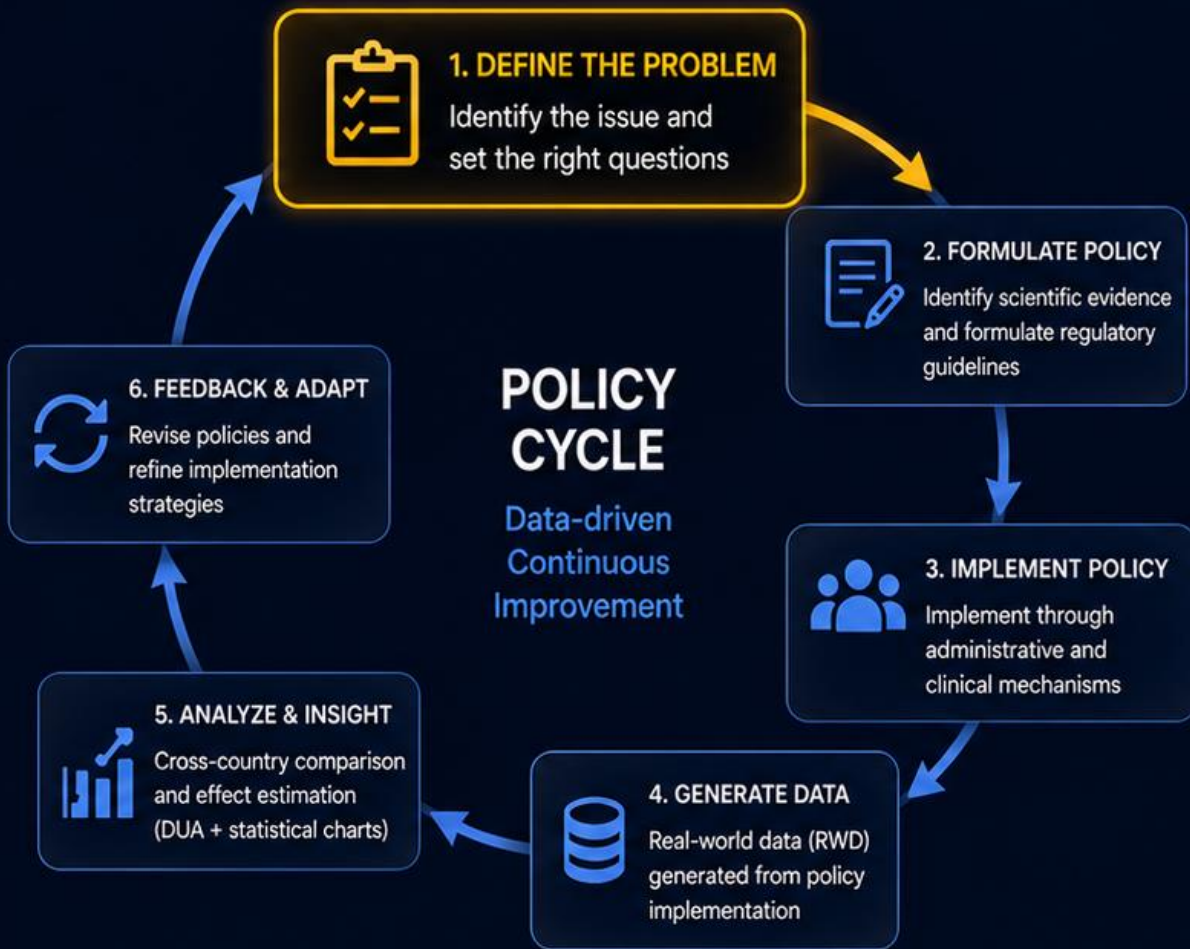 1. DEFINE THE PROBLEM
Identify the issue and
set the right questions
2. FORMULATE POLICY
Identify scientific evidence
and formulate regulatory
guidelines
3. IMPLEMENT POLICY
Implement through
administrative and
clinical mechanisms
4. GENERATE DATA
Real-world data (RWD)
generated from policy
implementation
5. ANALYZE & INSIGHT
Cross-country comparison
and effect estimation
(DUA + statistical charts)
6. FEEDBACK & ADAPT
Revise policies and
refine implementation
strategies
POLICY
CYCLE
Data-driven
Continuous
Improvement